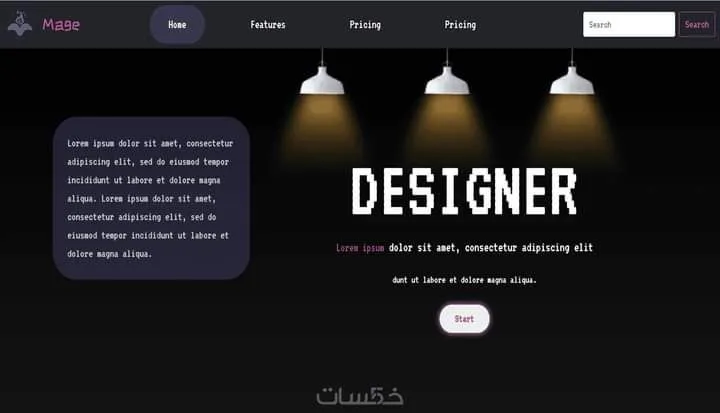 Mage
Home
Features
Pricing
Pricing
Search
Search
Lorem ipsum dolor sit amet, consectetur
adipiscing elit, sed do eiusmod tempor
incididunt ut labore et dolore magna
aliqua. Lorem ipsum dolor sit amet,
consectetur adipiscing elit, sed do
eiusmod tempor incididunt ut labore et
dolore magna aliqua.
DESIGNER
Lorem ipsum dolor sit amet, consectetur adipiscing elit
dunt ut labore et dolore magna aliqua.
Start
خمسات